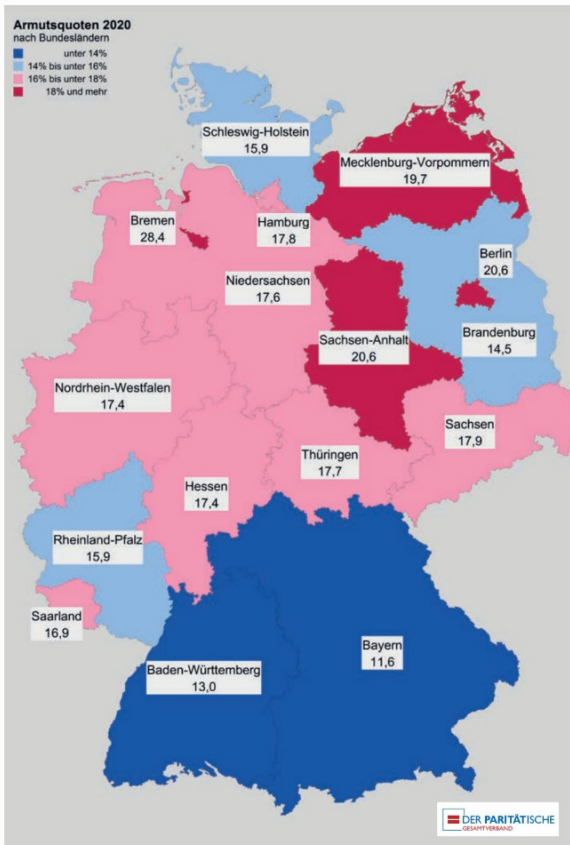 Armutsquoten 2020
nach Bundesländern
unter 14%
14% bis unter 16%
16% bis unter 18%
18% und mehr
Schleswig-Holstein
15,9
Mecklenburg-Vorpommern
19,7
Bremen
28,4
Hamburg
17,8
Berlin
20,6
Niedersachsen
17,6
Brandenburg
14,5
Sachsen-Anhalt
20,6
Nordrhein-Westfalen
17,4
Sachsen
17,9
Thüringen
17,7
Hessen
17,4
Rheinland-Pfalz
15,9
Saarland
16,9
Bayern
11,6
Baden-Württemberg
13,0
DER PARITÄTISCHE
GESAMTVERBAND